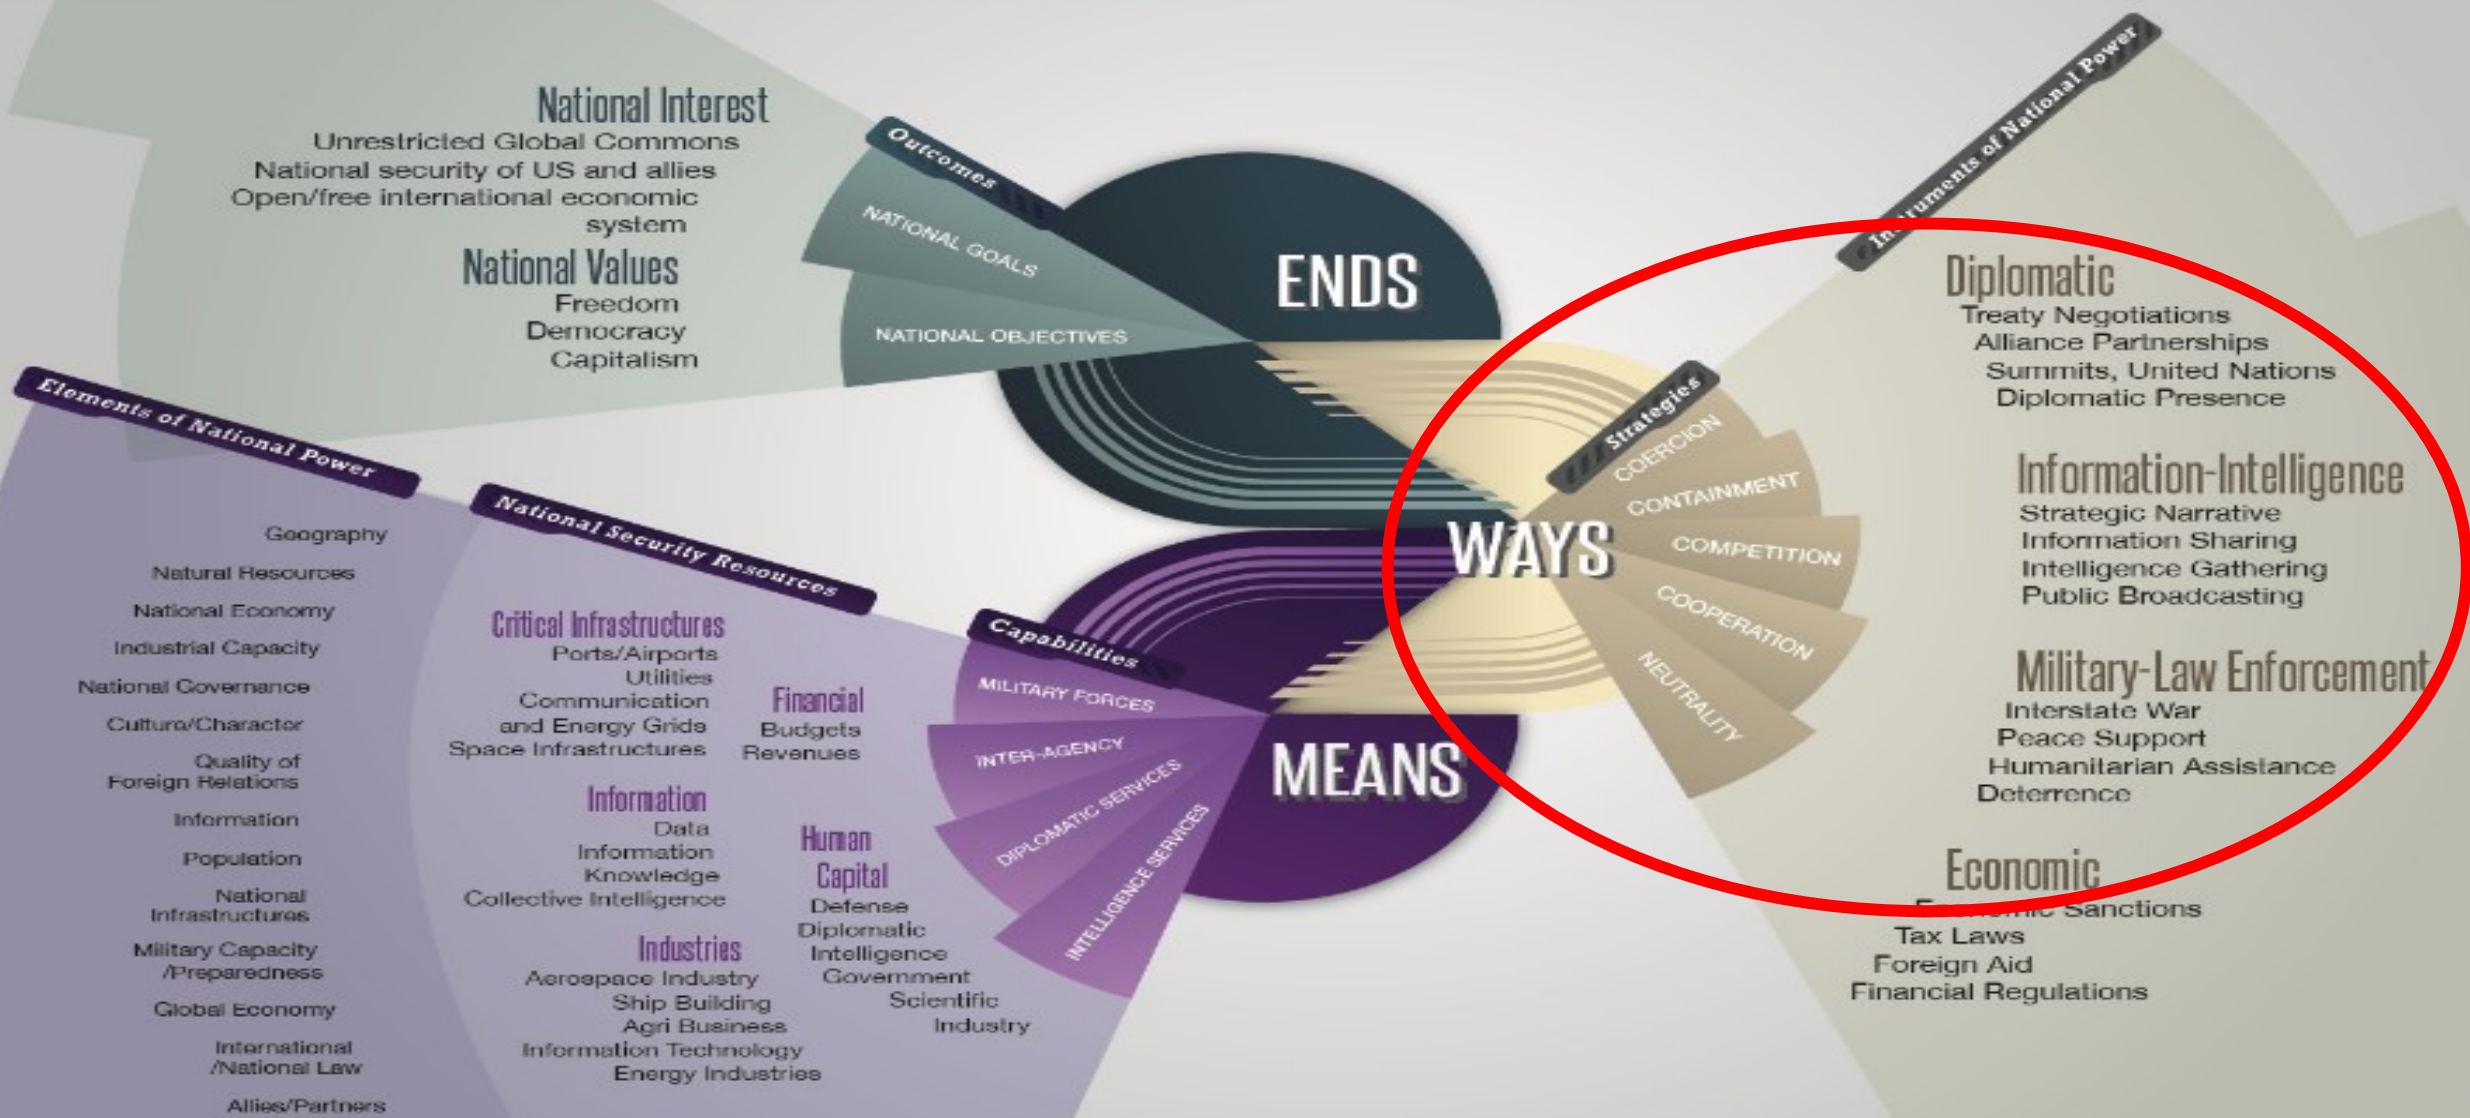 National Interest
Unrestricted Global Commons
National security of US and allies
Open/free international economic
system
National Values
Freedom
Democracy
Capitalism
Outcomes
NATIONAL GOALS
NATIONAL OBJECTIVES
ENDS
Elements of National Power
Geography
Natural Resources
National Economy
Industrial Capacity
National Governance
Culture/Character
Quality of
Foreign Relations
Information
Population
National
Infrastructures
Military Capacity
/Preparedness
Global Economy
International
/National Law
Allies/Partners
National Security Resources
Critical Infrastructures
Ports/Airports
Utilities
Communication
and Energy Grids
Space Infrastructures
Financial
Budgets
Revenues
Information
Data
Information
Knowledge
Collective Intelligence
Human
Capital
Defense
Diplomatic
Intelligence
Government
Scientific
Industry
Industries
Aerospace Industry
Ship Building
Agri Business
Information Technology
Energy Industries
Capabilities
MILITARY FORCES
INTER-AGENCY
DIPLOMATIC SERVICES
INTELLIGENCE SERVICES
MEANS
WAYS
Strategies
COERCION
CONTAINMENT
COMPETITION
COOPERATION
NEUTRALITY
Instruments of National Power
Diplomatic
Treaty Negotiations
Alliance Partnerships
Summits, United Nations
Diplomatic Presence
Information-Intelligence
Strategic Narrative
Information Sharing
Intelligence Gathering
Public Broadcasting
Military-Law Enforcement
Interstate War
Peace Support
Humanitarian Assistance
Deterrence
Economic
Economic Sanctions
Tax Laws
Foreign Aid
Financial Regulations